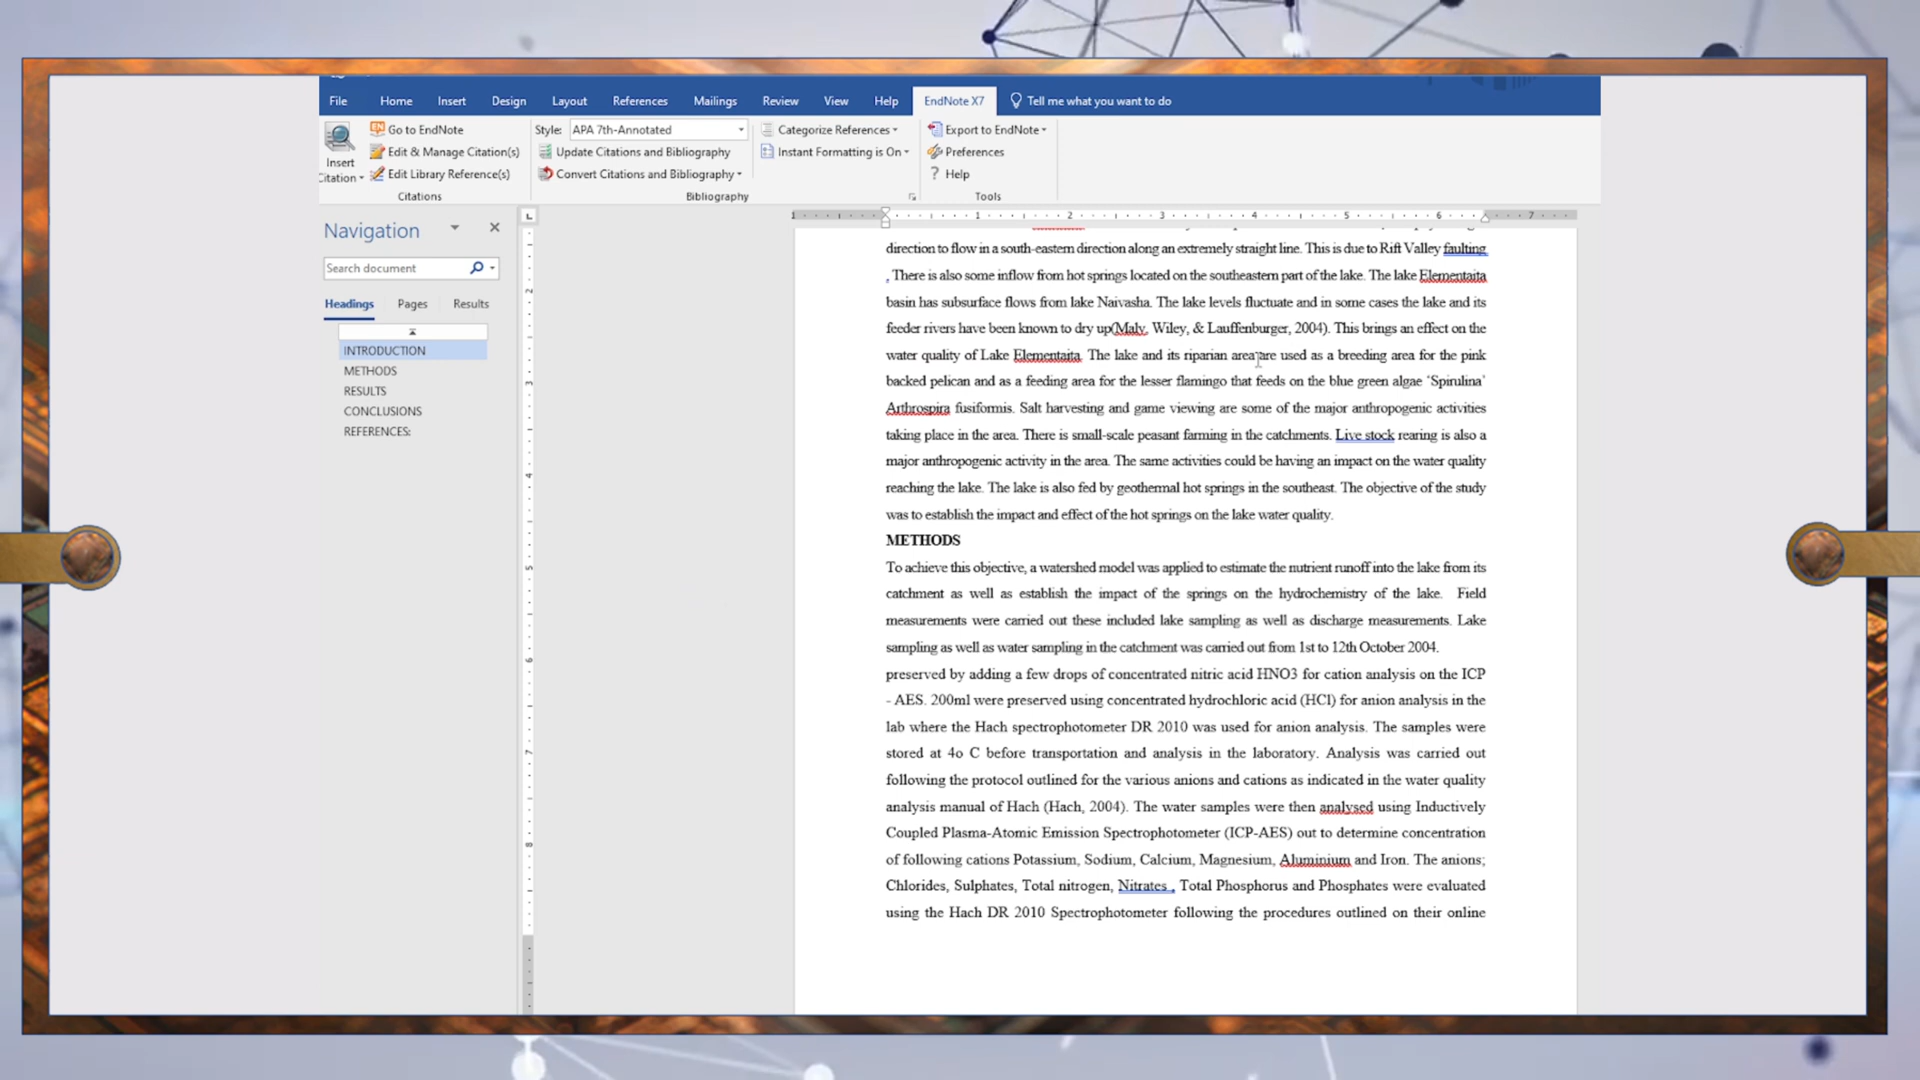 File Home Insert Design Layout References Mailings Review View Help EndNote X7 Tell me what you want to do
Go to EndNote
Edit & Manage Citation(s)
Edit Library Reference(s)
Insert
Citation
Citations
Style: APA 7th-Annotated
Update Citations and Bibliography
Convert Citations and Bibliography
Bibliography
Categorize References
Instant Formatting is On
Export to EndNote
Preferences
? Help
Tools
Navigation
Search document
Headings Pages Results
INTRODUCTION
METHODS
RESULTS
CONCLUSIONS
REFERENCES:
1 1 2 3 4 5 6 7
2
3
4
5
6
7
8
direction to flow in a south-eastern direction along an extremely straight line. This is due to Rift Valley faulting
, There is also some inflow from hot springs located on the southeastern part of the lake. The lake Elementaita
basin has subsurface flows from lake Naivasha. The lake levels fluctuate and in some cases the lake and its
feeder rivers have been known to dry up(Maly, Wiley, & Lauffenburger, 2004). This brings an effect on the
water quality of Lake Elementaita. The lake and its riparian area are used as a breeding area for the pink
backed pelican and as a feeding area for the lesser flamingo that feeds on the blue green algae ‘Spirulina’
Arthrospira fusiformis. Salt harvesting and game viewing are some of the major anthropogenic activities
taking place in the area. There is small-scale peasant farming in the catchments. Live stock rearing is also a
major anthropogenic activity in the area. The same activities could be having an impact on the water quality
reaching the lake. The lake is also fed by geothermal hot springs in the southeast. The objective of the study
was to establish the impact and effect of the hot springs on the lake water quality.
METHODS
To achieve this objective, a watershed model was applied to estimate the nutrient runoff into the lake from its
catchment as well as establish the impact of the springs on the hydrochemistry of the lake. Field
measurements were carried out these included lake sampling as well as discharge measurements. Lake
sampling as well as water sampling in the catchment was carried out from 1st to 12th October 2004.
preserved by adding a few drops of concentrated nitric acid HNO3 for cation analysis on the ICP
- AES. 200ml were preserved using concentrated hydrochloric acid (HCl) for anion analysis in the
lab where the Hach spectrophotometer DR 2010 was used for anion analysis. The samples were
stored at 4o C before transportation and analysis in the laboratory. Analysis was carried out
following the protocol outlined for the various anions and cations as indicated in the water quality
analysis manual of Hach (Hach, 2004). The water samples were then analysed using Inductively
Coupled Plasma-Atomic Emission Spectrophotometer (ICP-AES) out to determine concentration
of following cations Potassium, Sodium, Calcium, Magnesium, Aluminium and Iron. The anions;
Chlorides, Sulphates, Total nitrogen, Nitrates , Total Phosphorus and Phosphates were evaluated
using the Hach DR 2010 Spectrophotometer following the procedures outlined on their online